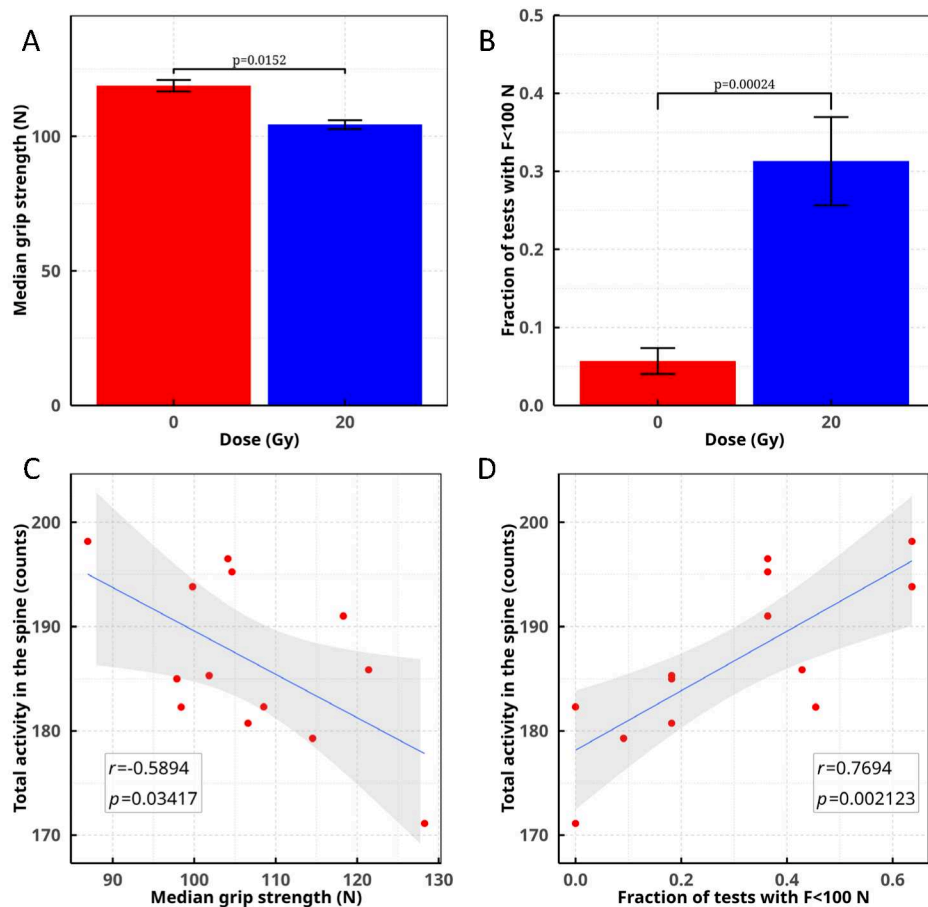 A
Median grip strength (N)
100
50
0
p=0.0152
0
20
Dose (Gy)
B
Fraction of tests with F<100 N
0.5
0.4
0.3
0.2
0.1
0.0
p=0.00024
0
20
Dose (Gy)
C
Total activity in the spine (counts)
200
190
180
170
r=-0.5894
p=0.03417
90
100
110
120
130
Median grip strength (N)
D
Total activity in the spine (counts)
200
190
180
170
r=0.7694
p=0.002123
0.0
0.2
0.4
0.6
Fraction of tests with F<100 N